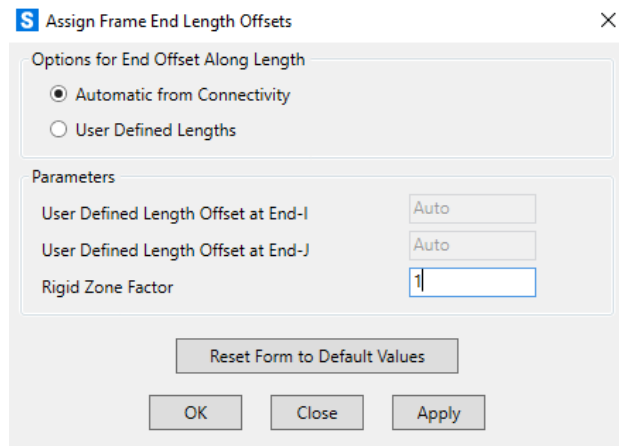 S Assign Frame End Length Offsets
Options for End Offset Along Length
Automatic from Connectivity
User Defined Lengths
Parameters
User Defined Length Offset at End-I Auto
User Defined Length Offset at End-J Auto
Rigid Zone Factor 1
Reset Form to Default Values
OK Close Apply